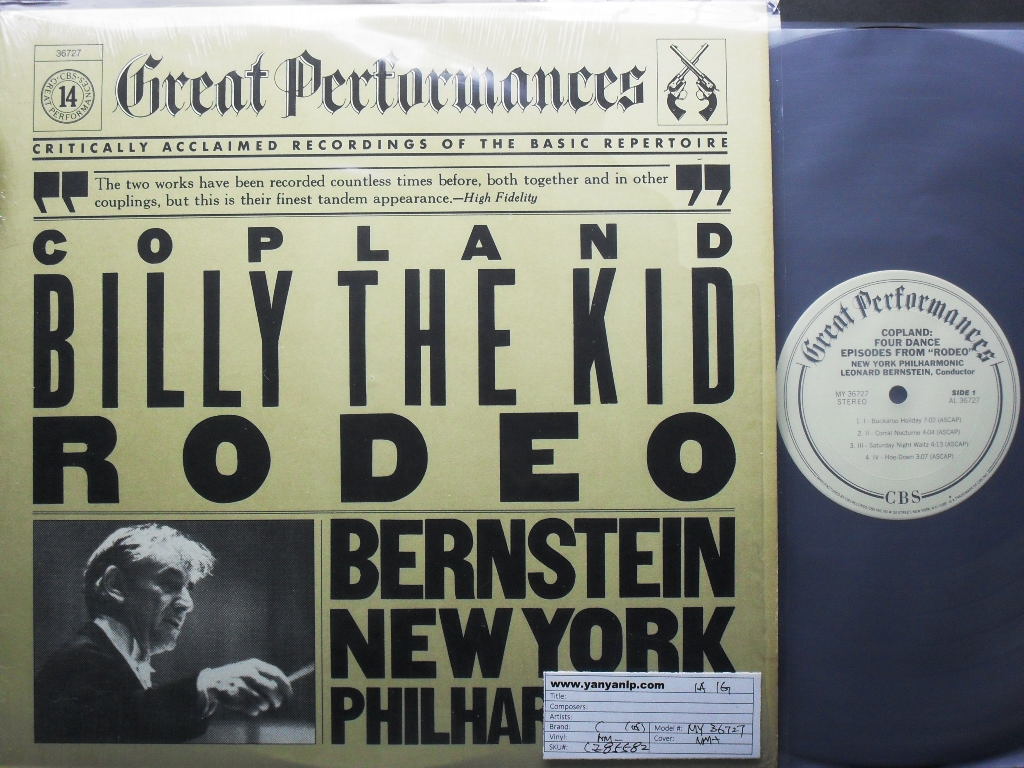 36727
CBS GREAT PERFORMANCES
14
Great Performances
CRITICALLY ACCLAIMED RECORDINGS OF THE BASIC REPERTOIRE
"The two works have been recorded countless times before, both together and in other
couplings, but this is their finest tandem appearance.—High Fidelity"
COPLAND
BILLY THE KID
RODEO
BERNSTEIN
NEW YORK
PHILHAR
www.yanyanlp.com 1A 1G
Title:
Composers:
Artists:
Brand: C (US) Model #: MY 36727
Vinyl: NM- Cover: NM+
SKU#:
Great Performances
COPLAND:
FOUR DANCE
EPISODES FROM "RODEO"
NEW YORK PHILHARMONIC
LEONARD BERNSTEIN, Conductor
MY 36727 SIDE 1
STEREO AL 36727
1. I - Buckaroo Holiday 7:02 (ASCAP)
2. II - Corral Nocturne 4:04 (ASCAP)
3. III - Saturday Night Waltz 4:13 (ASCAP)
4. IV - Hoe-Down 3:07 (ASCAP)
CBS